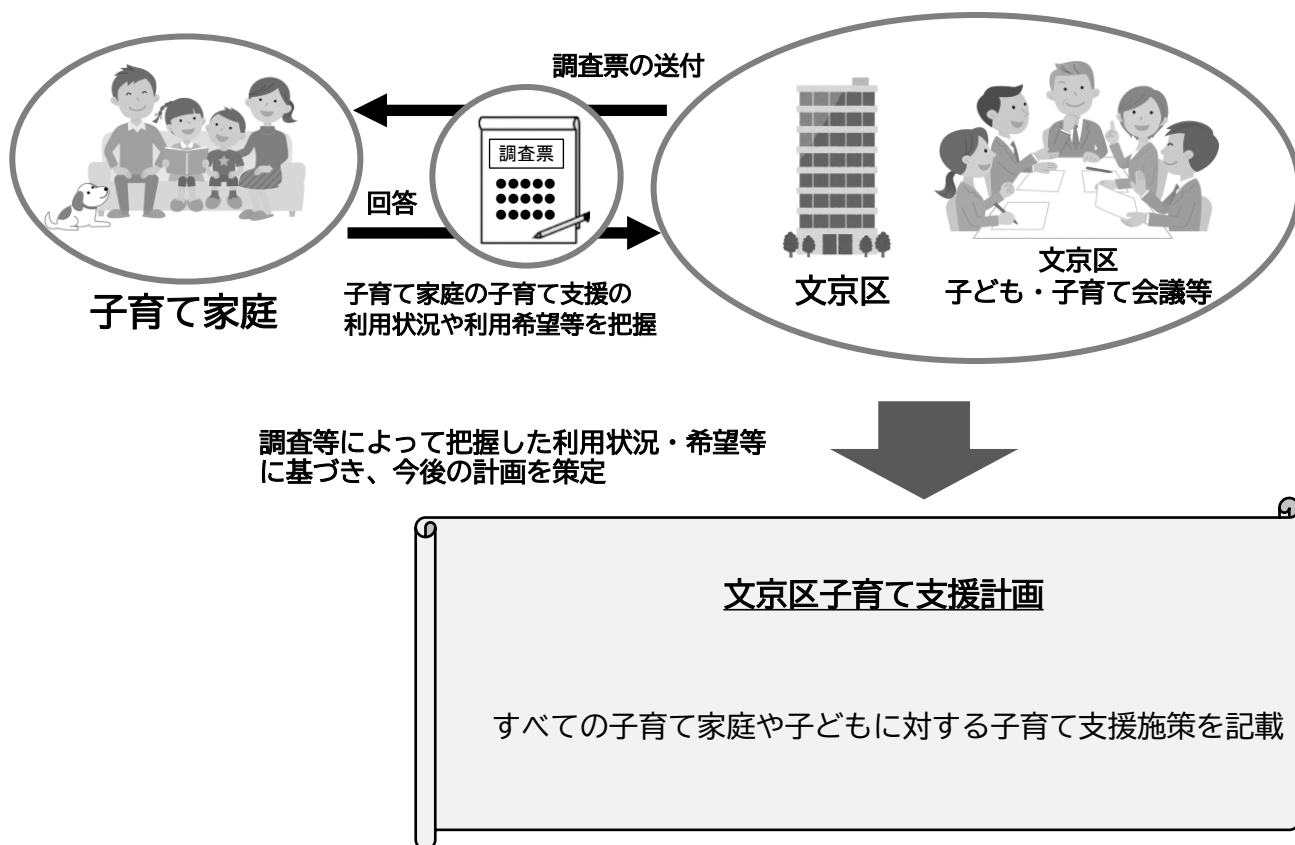 調査票の送付
調査票
回答
子育て家庭
子育て家庭の子育て支援の
利用状況や利用希望等を把握
文京区
文京区
子ども・子育て会議等
調査等によって把握した利用状況・希望等
に基づき、今後の計画を策定
文京区子育て支援計画
すべての子育て家庭や子どもに対する子育て支援施策を記載